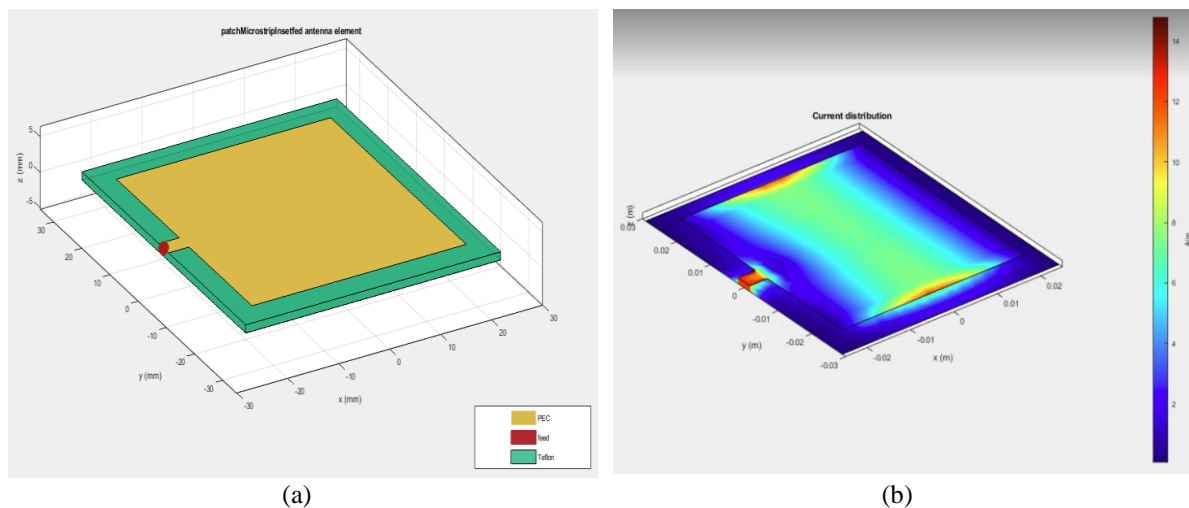 patchMicrostripInsetfed antenna element
5
0
-5
z (mm)
30
20
10
0
-10
-20
-30
y (mm)
-30
-20
-10
0
10
20
30
x (mm)
PEC
feed
Teflon
(a)
Current distribution
z (m)
0.03
0.02
0.01
0
-0.01
-0.02
-0.03
y (m)
-0.02
-0.01
0
0.01
0.02
x (m)
14
12
10
8
6
4
2
A/m
(b)